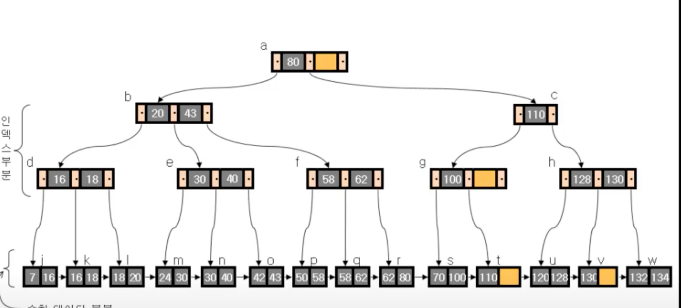 a
80
b
c
20 43
110
인덱스부분
d
e
f
g
h
16 18
30 40
58 62
100
128 130
j k l m n o p q r s t u v w
7 16 16 18 18 20 24 30 30 40 42 43 50 58 58 62 62 80 70 100 110 120 128 130 132 134